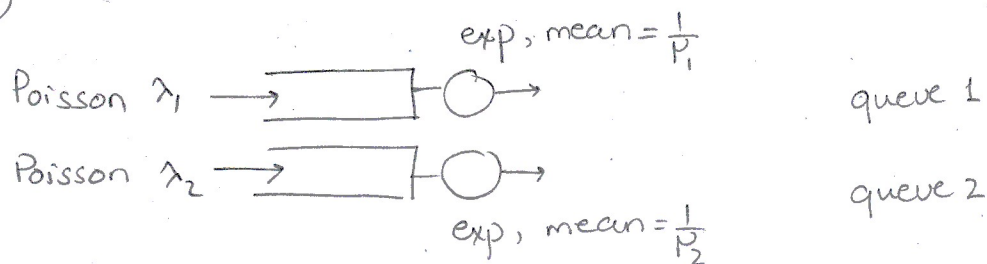 exp, mean = 1/μ₁
Poisson λ₁
queue 1
Poisson λ₂
queue 2
exp, mean = 1/μ₂